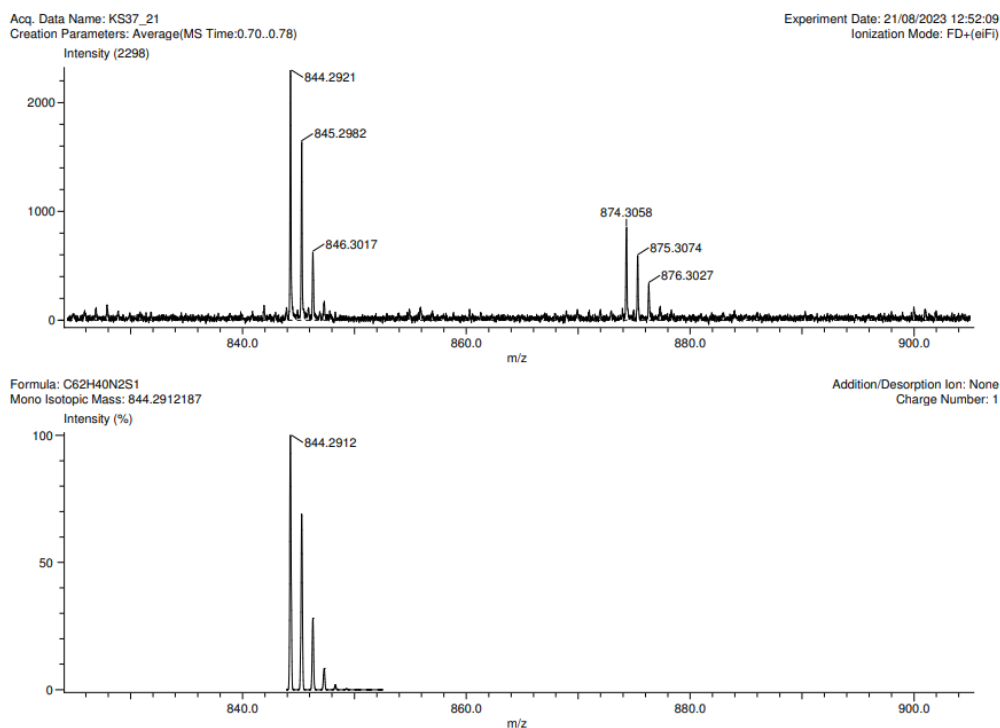 Acq. Data Name: KS37_21
Experiment Date: 21/08/2023 12:52:09
Creation Parameters: Average(MS Time:0.70..0.78)
Ionization Mode: FD+(eiFi)
Intensity (2298)
844.2921
2000
845.2982
1000
874.3058
846.3017
875.3074
876.3027
0
840.0
860.0
880.0
900.0
m/z
Formula: C62H40N2S1
Addition/Desorption Ion: None
Mono Isotopic Mass: 844.2912187
Charge Number: 1
Intensity (%)
100
844.2912
50
0
840.0
860.0
880.0
900.0
m/z